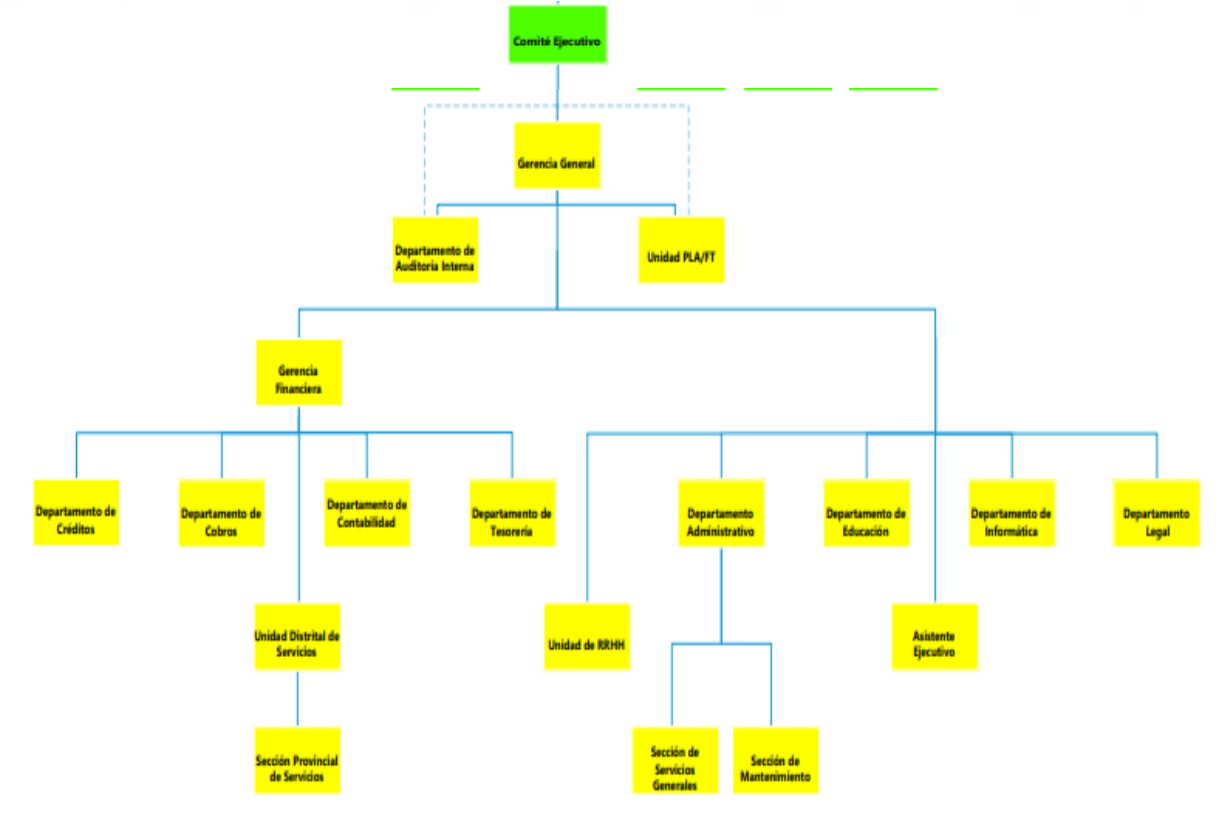 Comité Ejecutivo
Gerencia General
Departamento de
Auditoría Interna
Unidad PLA/FT
Gerencia
Financiera
Departamento de
Créditos
Departamento de
Cobros
Departamento de
Contabilidad
Departamento de
Tesorería
Departamento
Administrativo
Departamento de
Educación
Departamento de
Informática
Departamento
Legal
Unidad Distrital de
Servicios
Unidad de RRHH
Asistente
Ejecutivo
Sección Provincial
de Servicios
Sección de
Servicios
Generales
Sección de
Mantenimiento